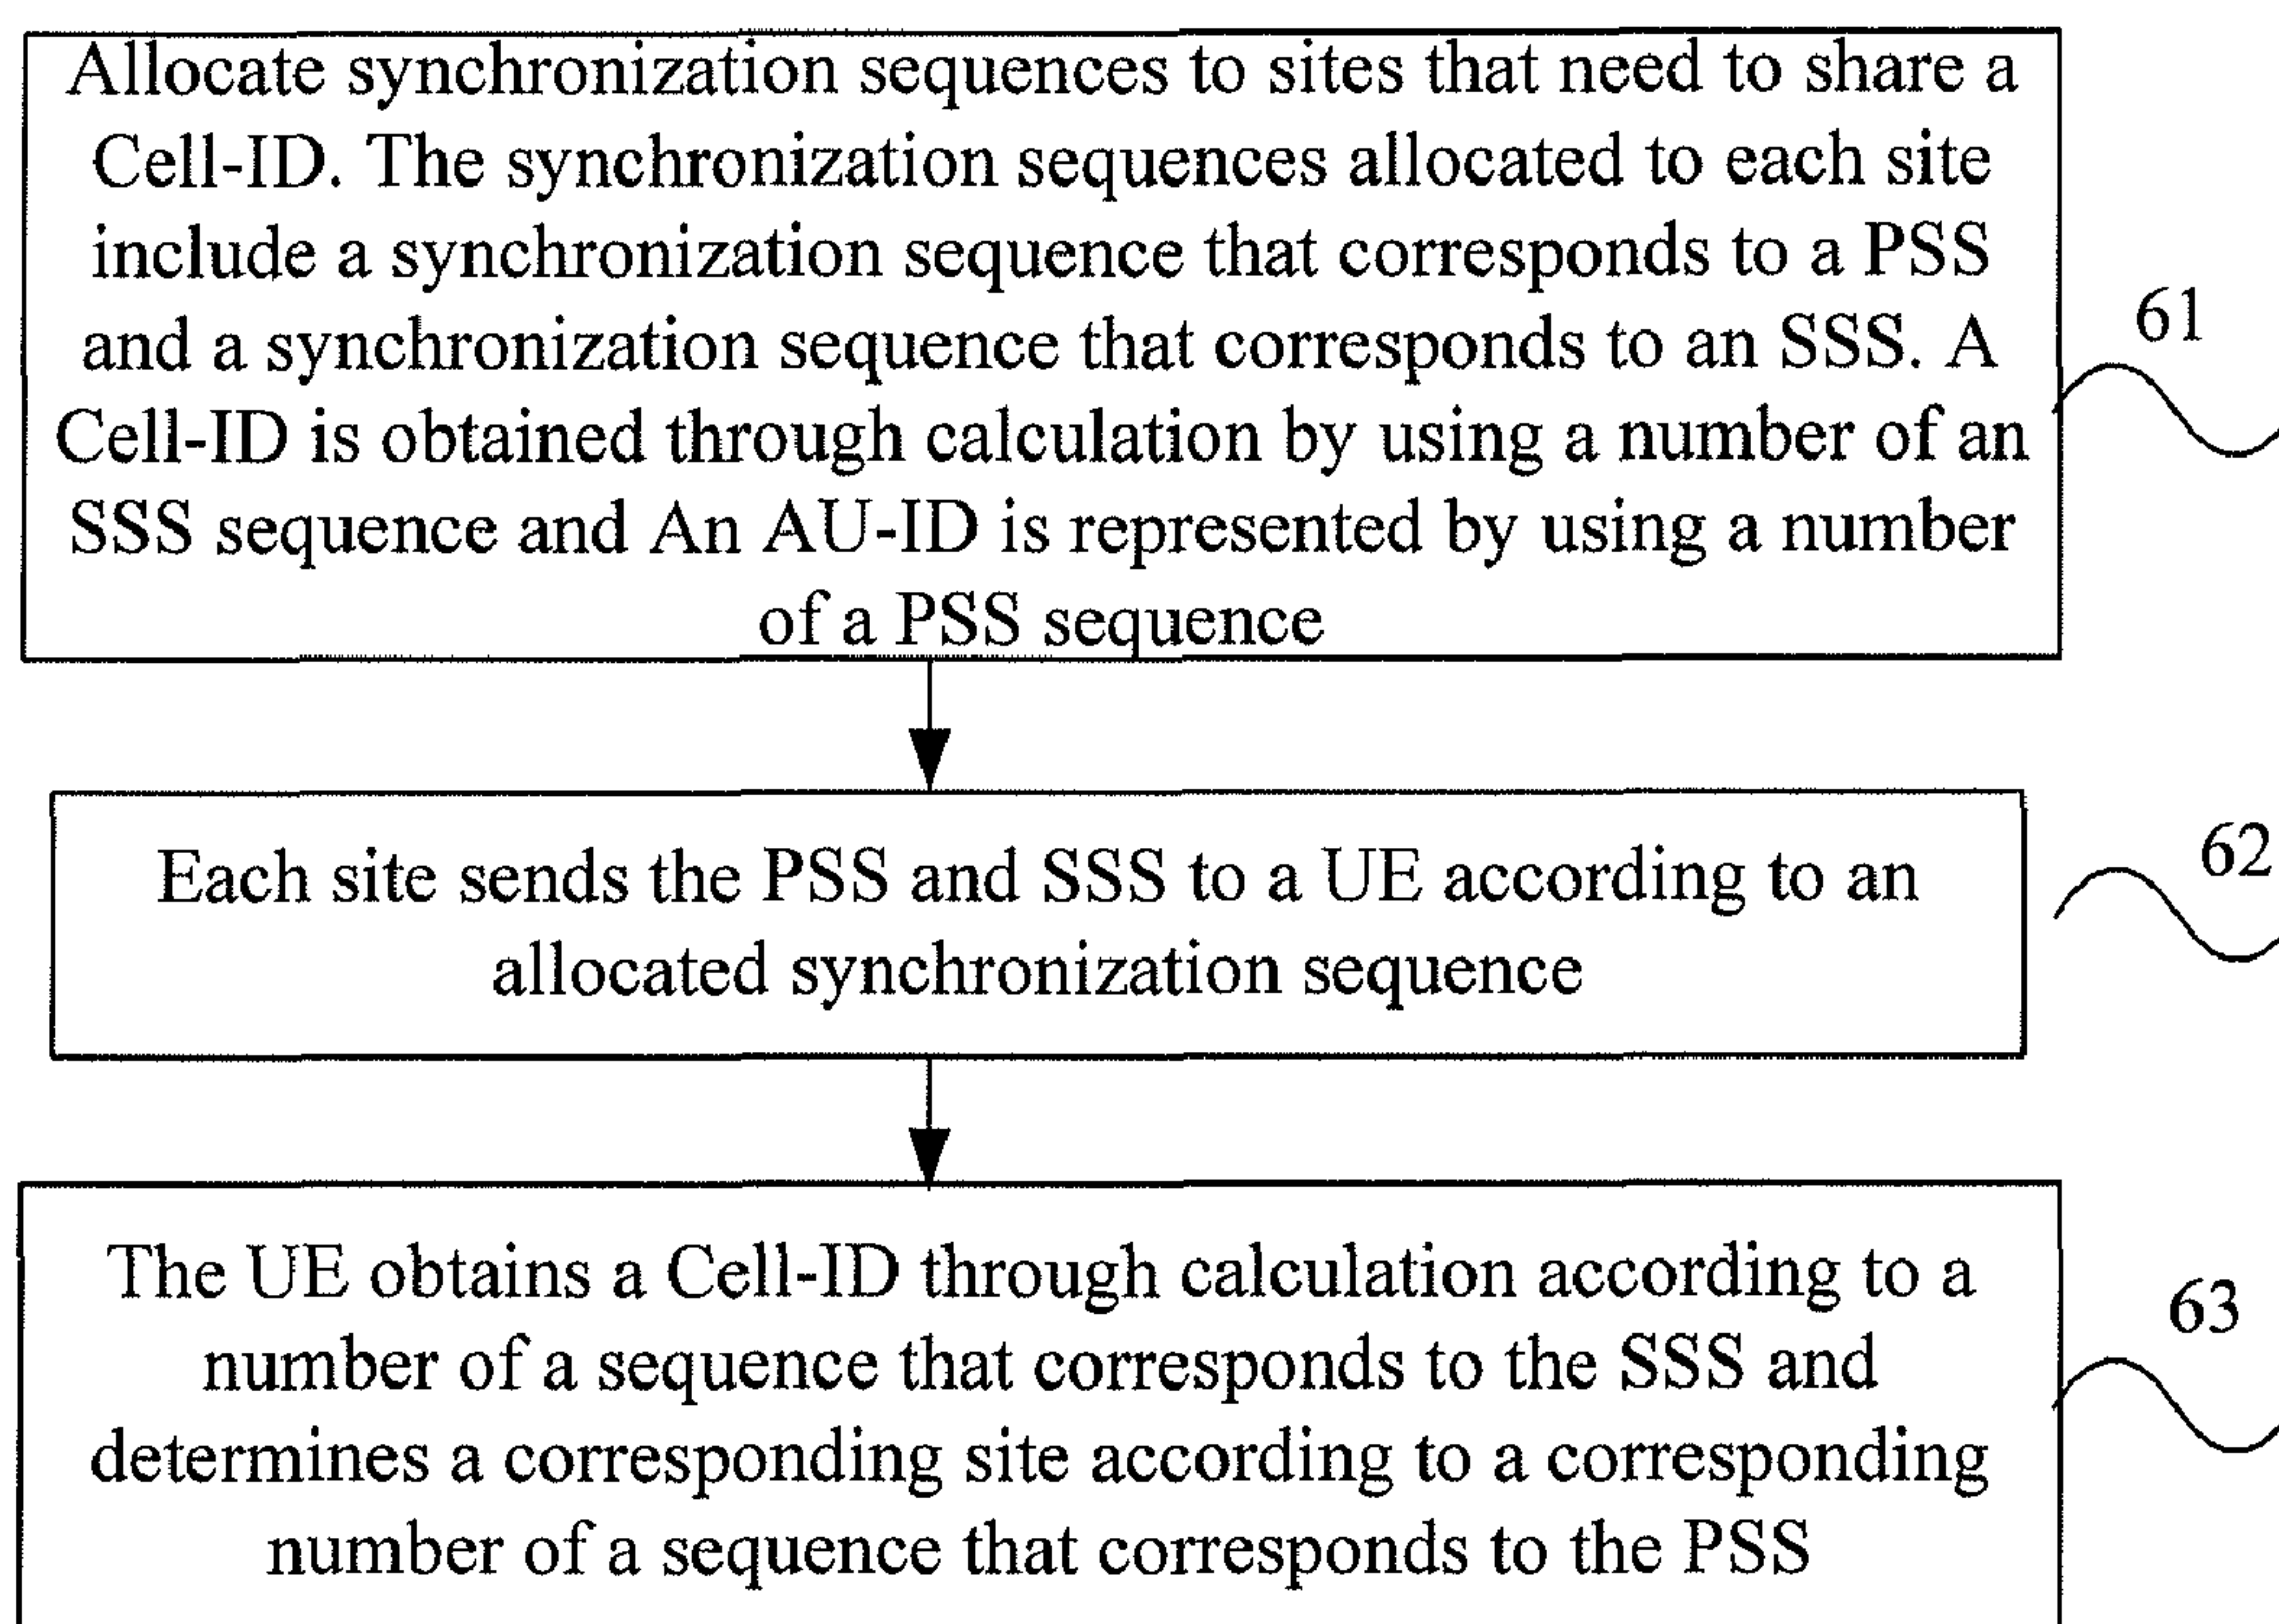 Allocate synchronization sequences to sites that need to share a
Cell-ID. The synchronization sequences allocated to each site
include a synchronization sequence that corresponds to a PSS
and a synchronization sequence that corresponds to an SSS. A
Cell-ID is obtained through calculation by using a number of an
SSS sequence and An AU-ID is represented by using a number
of a PSS sequence
61
Each site sends the PSS and SSS to a UE according to an
allocated synchronization sequence
62
The UE obtains a Cell-ID through calculation according to a
number of a sequence that corresponds to the SSS and
determines a corresponding site according to a corresponding
number of a sequence that corresponds to the PSS
63